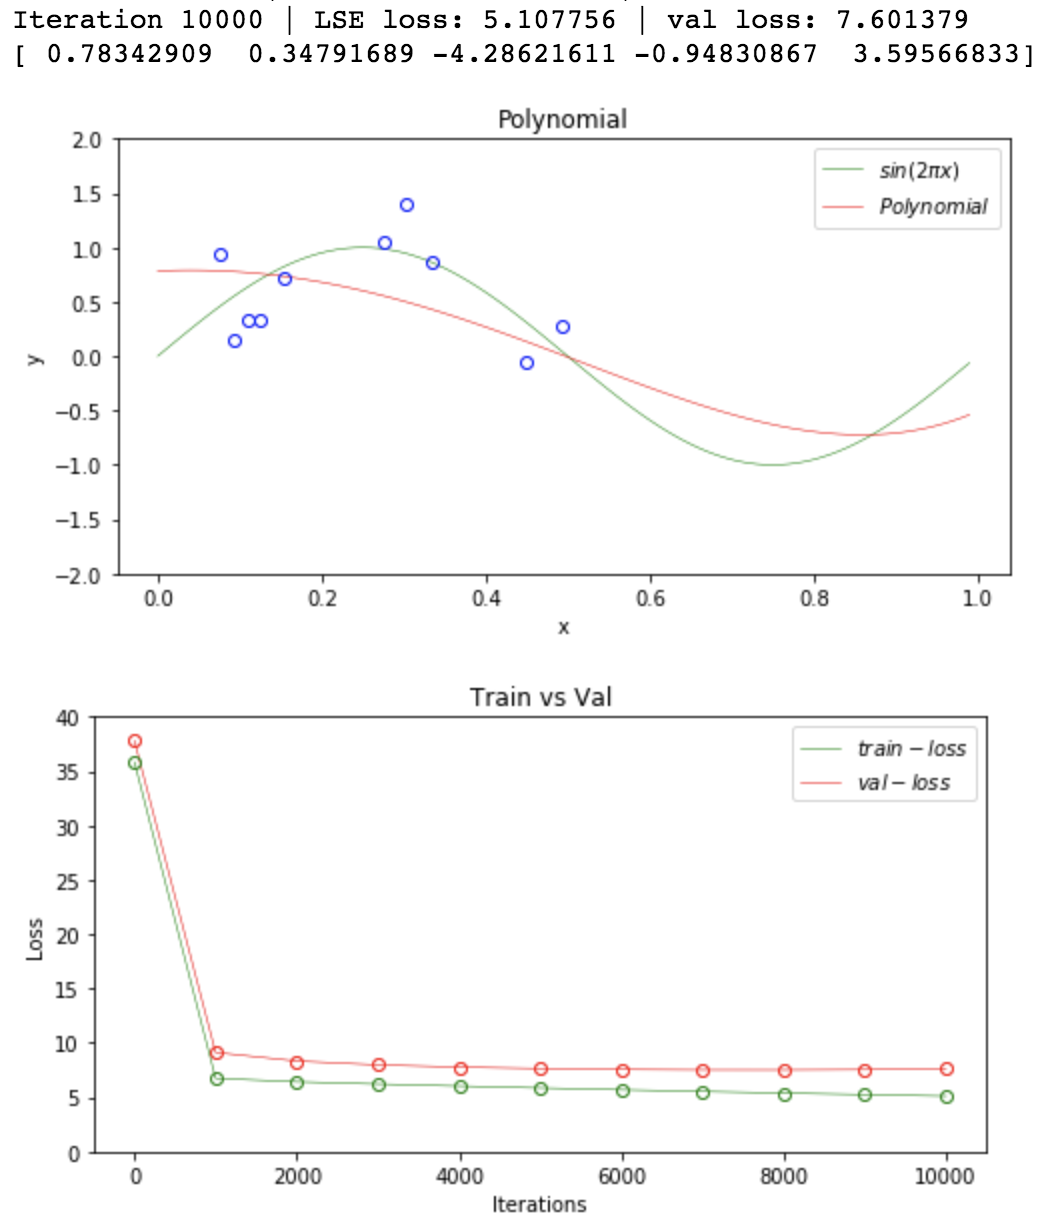 Iteration 10000 | LSE loss: 5.107756 | val loss: 7.601379
[ 0.78342909  0.34791689 -4.28621611 -0.94830867  3.59566833]
Polynomial
2.0
1.5
1.0
0.5
0.0
−0.5
−1.0
−1.5
−2.0
y
sin(2πx)
Polynomial
0.0 0.2 0.4 0.6 0.8 1.0
x
Train vs Val
40
35
30
25
20
15
10
5
0
Loss
train − loss
val − loss
0 2000 4000 6000 8000 10000
Iterations